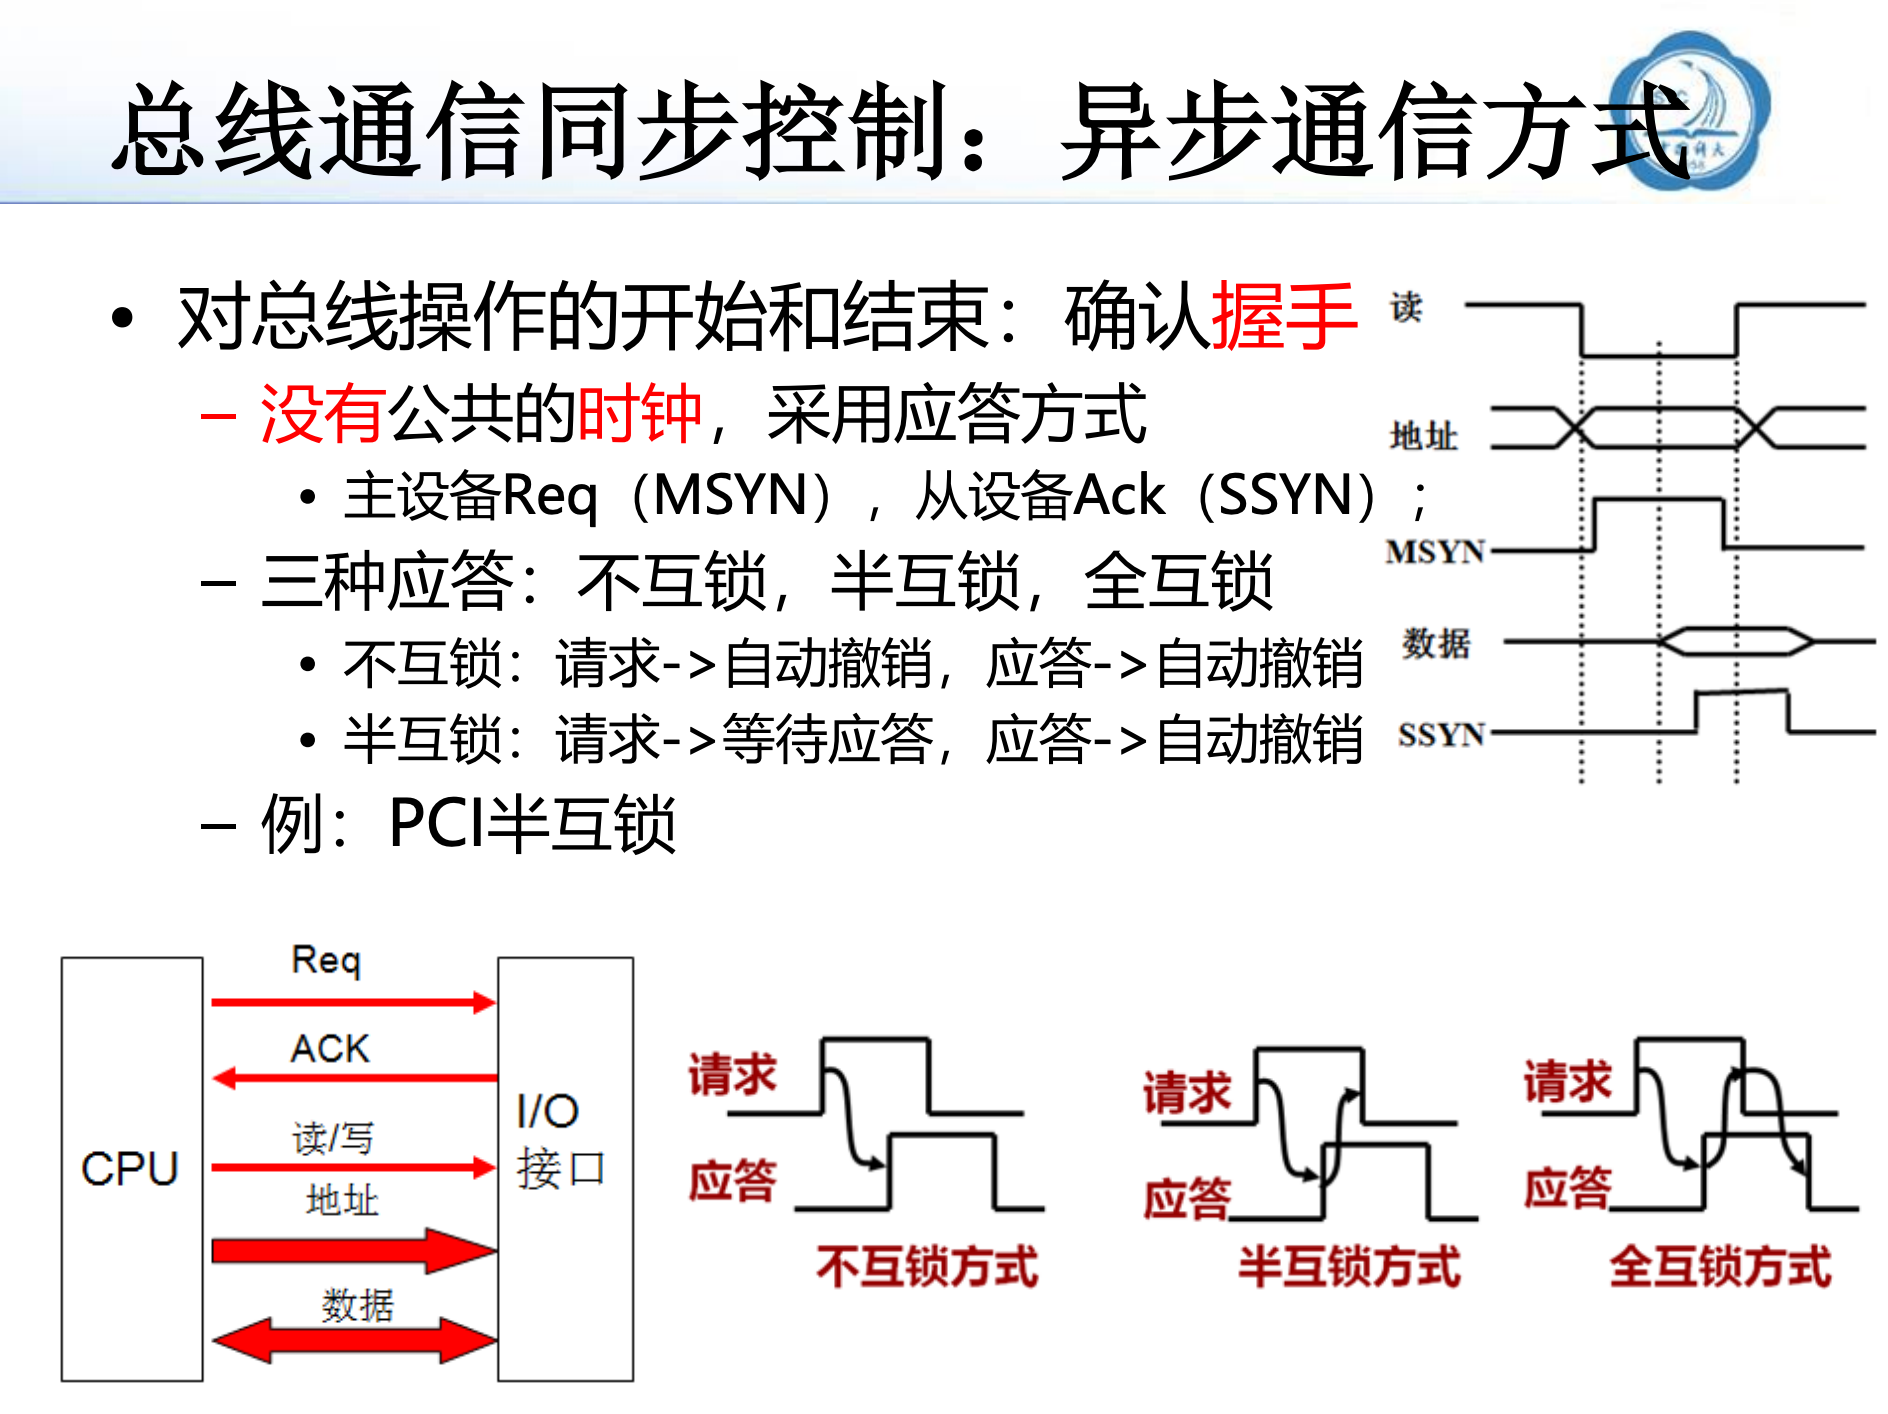 总线通信同步控制：异步通信方式
• 对总线操作的开始和结束：确认握手
– 没有公共的时钟，采用应答方式
• 主设备Req（MSYN），从设备Ack（SSYN）；
– 三种应答：不互锁，半互锁，全互锁
• 不互锁：请求->自动撤销，应答->自动撤销
• 半互锁：请求->等待应答，应答->自动撤销
– 例：PCI半互锁
读
地址
MSYN
数据
SSYN
CPU
Req
ACK
读/写
地址
数据
I/O
接口
请求
应答
不互锁方式
请求
应答
半互锁方式
请求
应答
全互锁方式